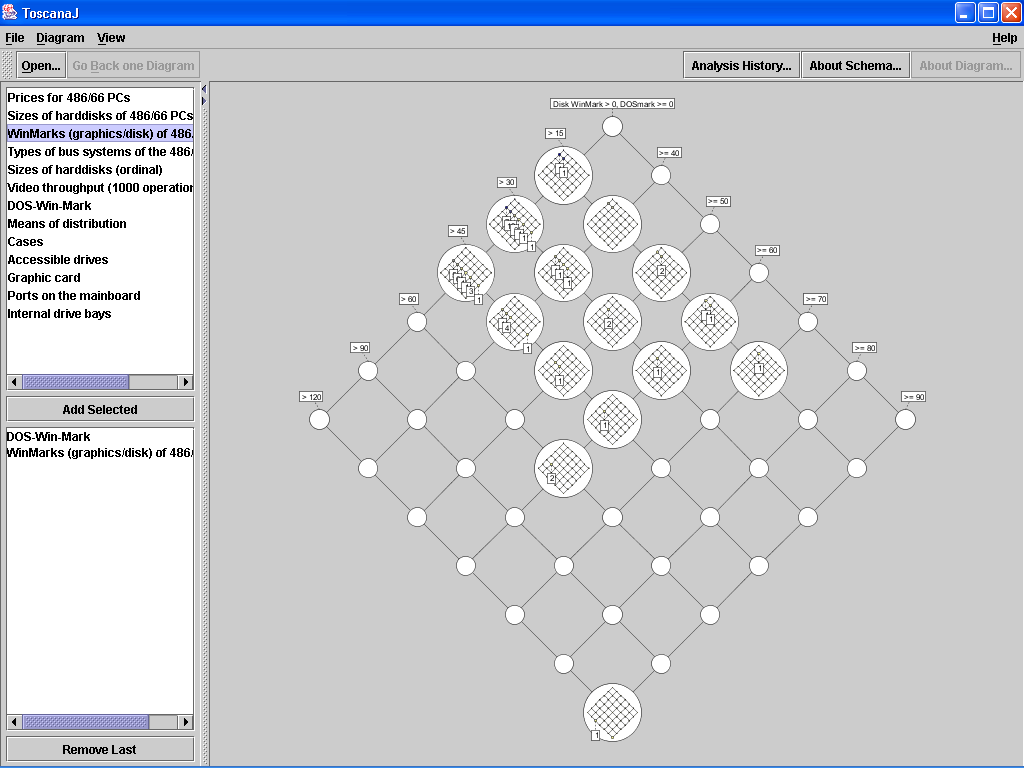 ToscanaJ
File Diagram View Help
Open... Go Back one Diagram Analysis History... About Schema... About Diagram...
Prices for 486/66 PCs
Sizes of harddisks of 486/66 PCs
WinMarks (graphics/disk) of 486.
Types of bus systems of the 486/
Sizes of harddisks (ordinal)
Video throughput (1000 operation
DOS-Win-Mark
Means of distribution
Cases
Accessible drives
Graphic card
Ports on the mainboard
Internal drive bays
Add Selected
DOS-Win-Mark
WinMarks (graphics/disk) of 486/
Remove Last
Disk WinMark > 0, DOSmark >= 0
> 15
>= 40
1
> 30
>= 50
1
1
> 45
>= 60
1
2
3
1
> 60
>= 70
4
2
1
1
> 90
>= 80
1
1
1
> 120
>= 90
1
2
1